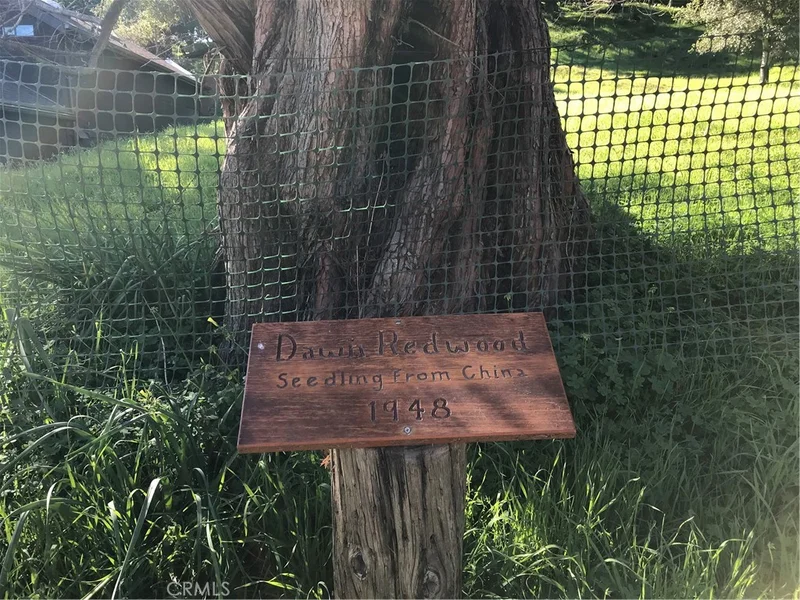 Dawn Redwood
Seedling From China
1948
CRMLS